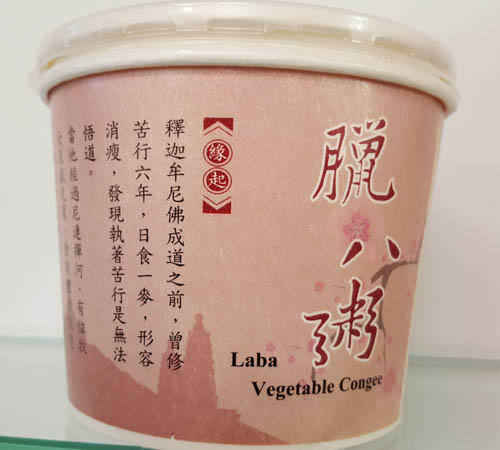 臘八粥
Laba
Vegetable Congee
緣起
釋迦牟尼佛成道之前，曾修
苦行六年，日食一麥，形容
消瘦，發現執著苦行是無法
悟道。
當他經過尼連禪河，有位牧